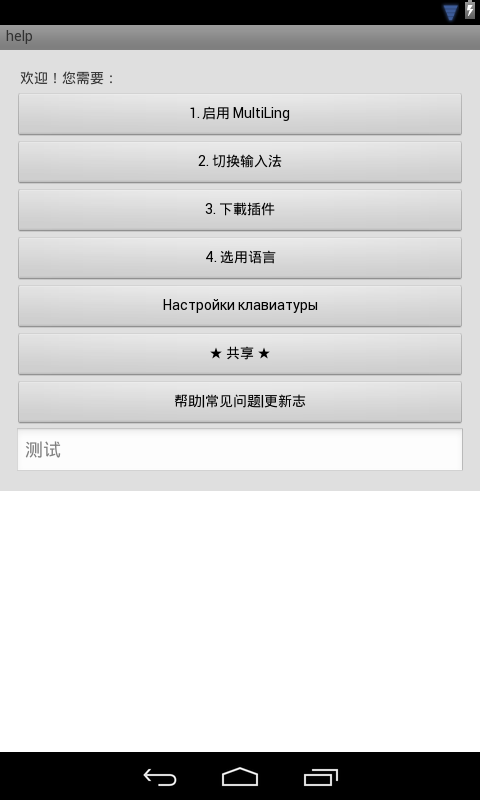 help
欢迎！您需要：
1. 启用 MultiLing
2. 切换输入法
3. 下載插件
4. 选用语言
Настройки клавиатуры
★ 共享 ★
帮助|常见问题|更新志
测试